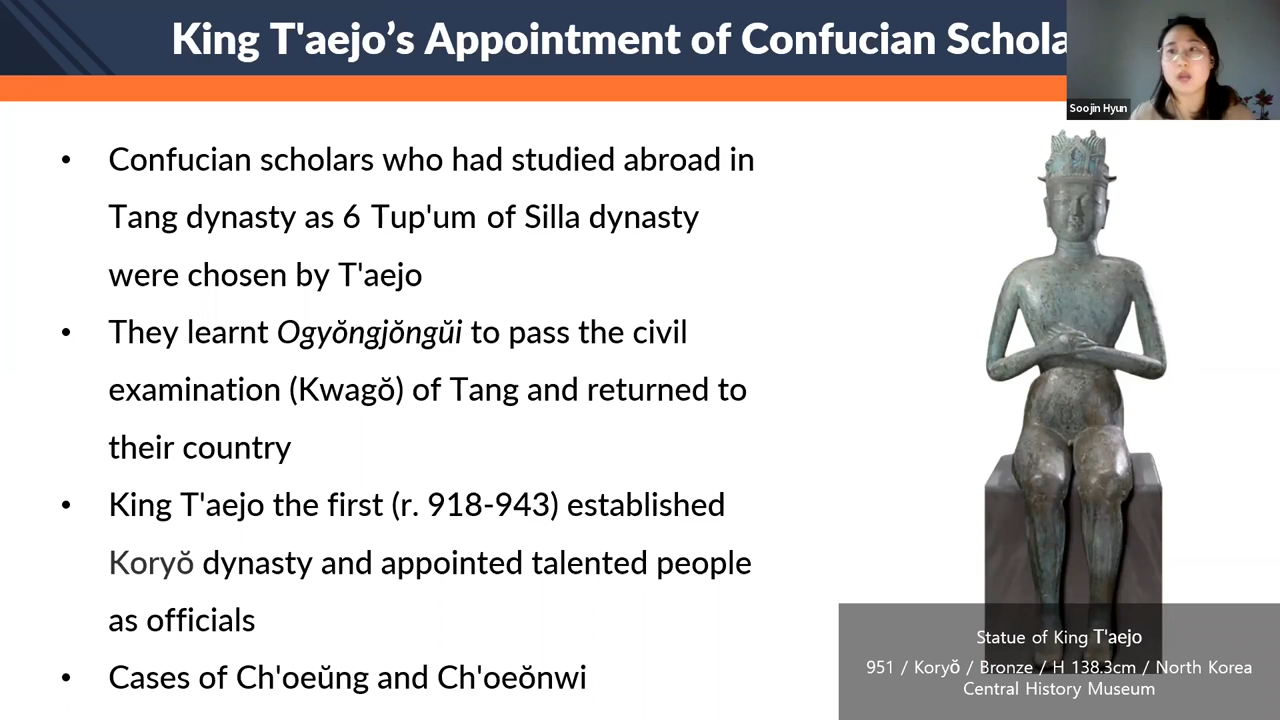 King T'aejo’s Appointment of Confucian Schola
Soojin Hyun
• Confucian scholars who had studied abroad in
Tang dynasty as 6 Tup'um of Silla dynasty
were chosen by T'aejo
• They learnt Ogyŏngjŏngŭi to pass the civil
examination (Kwagŏ) of Tang and returned to
their country
• King T'aejo the first (r. 918-943) established
Koryŏ dynasty and appointed talented people
as officials
• Cases of Ch'oeŭng and Ch'oeŏnwi
Statue of King T'aejo
951 / Koryŏ / Bronze / H 138.3cm / North Korea
Central History Museum